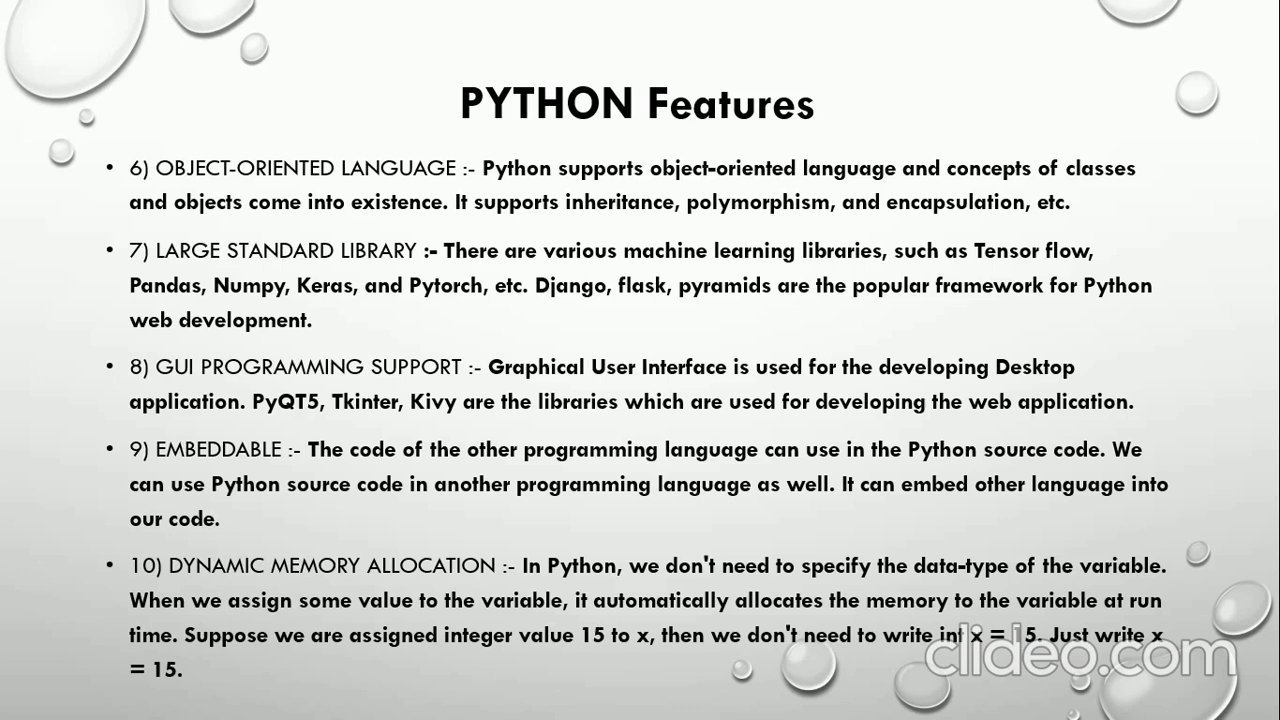 PYTHON Features
• 6) OBJECT-ORIENTED LANGUAGE :- Python supports object-oriented language and concepts of classes
and objects come into existence. It supports inheritance, polymorphism, and encapsulation, etc.
• 7) LARGE STANDARD LIBRARY :- There are various machine learning libraries, such as Tensor flow,
Pandas, Numpy, Keras, and Pytorch, etc. Django, flask, pyramids are the popular framework for Python
web development.
• 8) GUI PROGRAMMING SUPPORT :- Graphical User Interface is used for the developing Desktop
application. PyQT5, Tkinter, Kivy are the libraries which are used for developing the web application.
• 9) EMBEDDABLE :- The code of the other programming language can use in the Python source code. We
can use Python source code in another programming language as well. It can embed other language into
our code.
• 10) DYNAMIC MEMORY ALLOCATION :- In Python, we don't need to specify the data-type of the variable.
When we assign some value to the variable, it automatically allocates the memory to the variable at run
time. Suppose we are assigned integer value 15 to x, then we don't need to write int x = 15. Just write x
= 15.
clideo.com